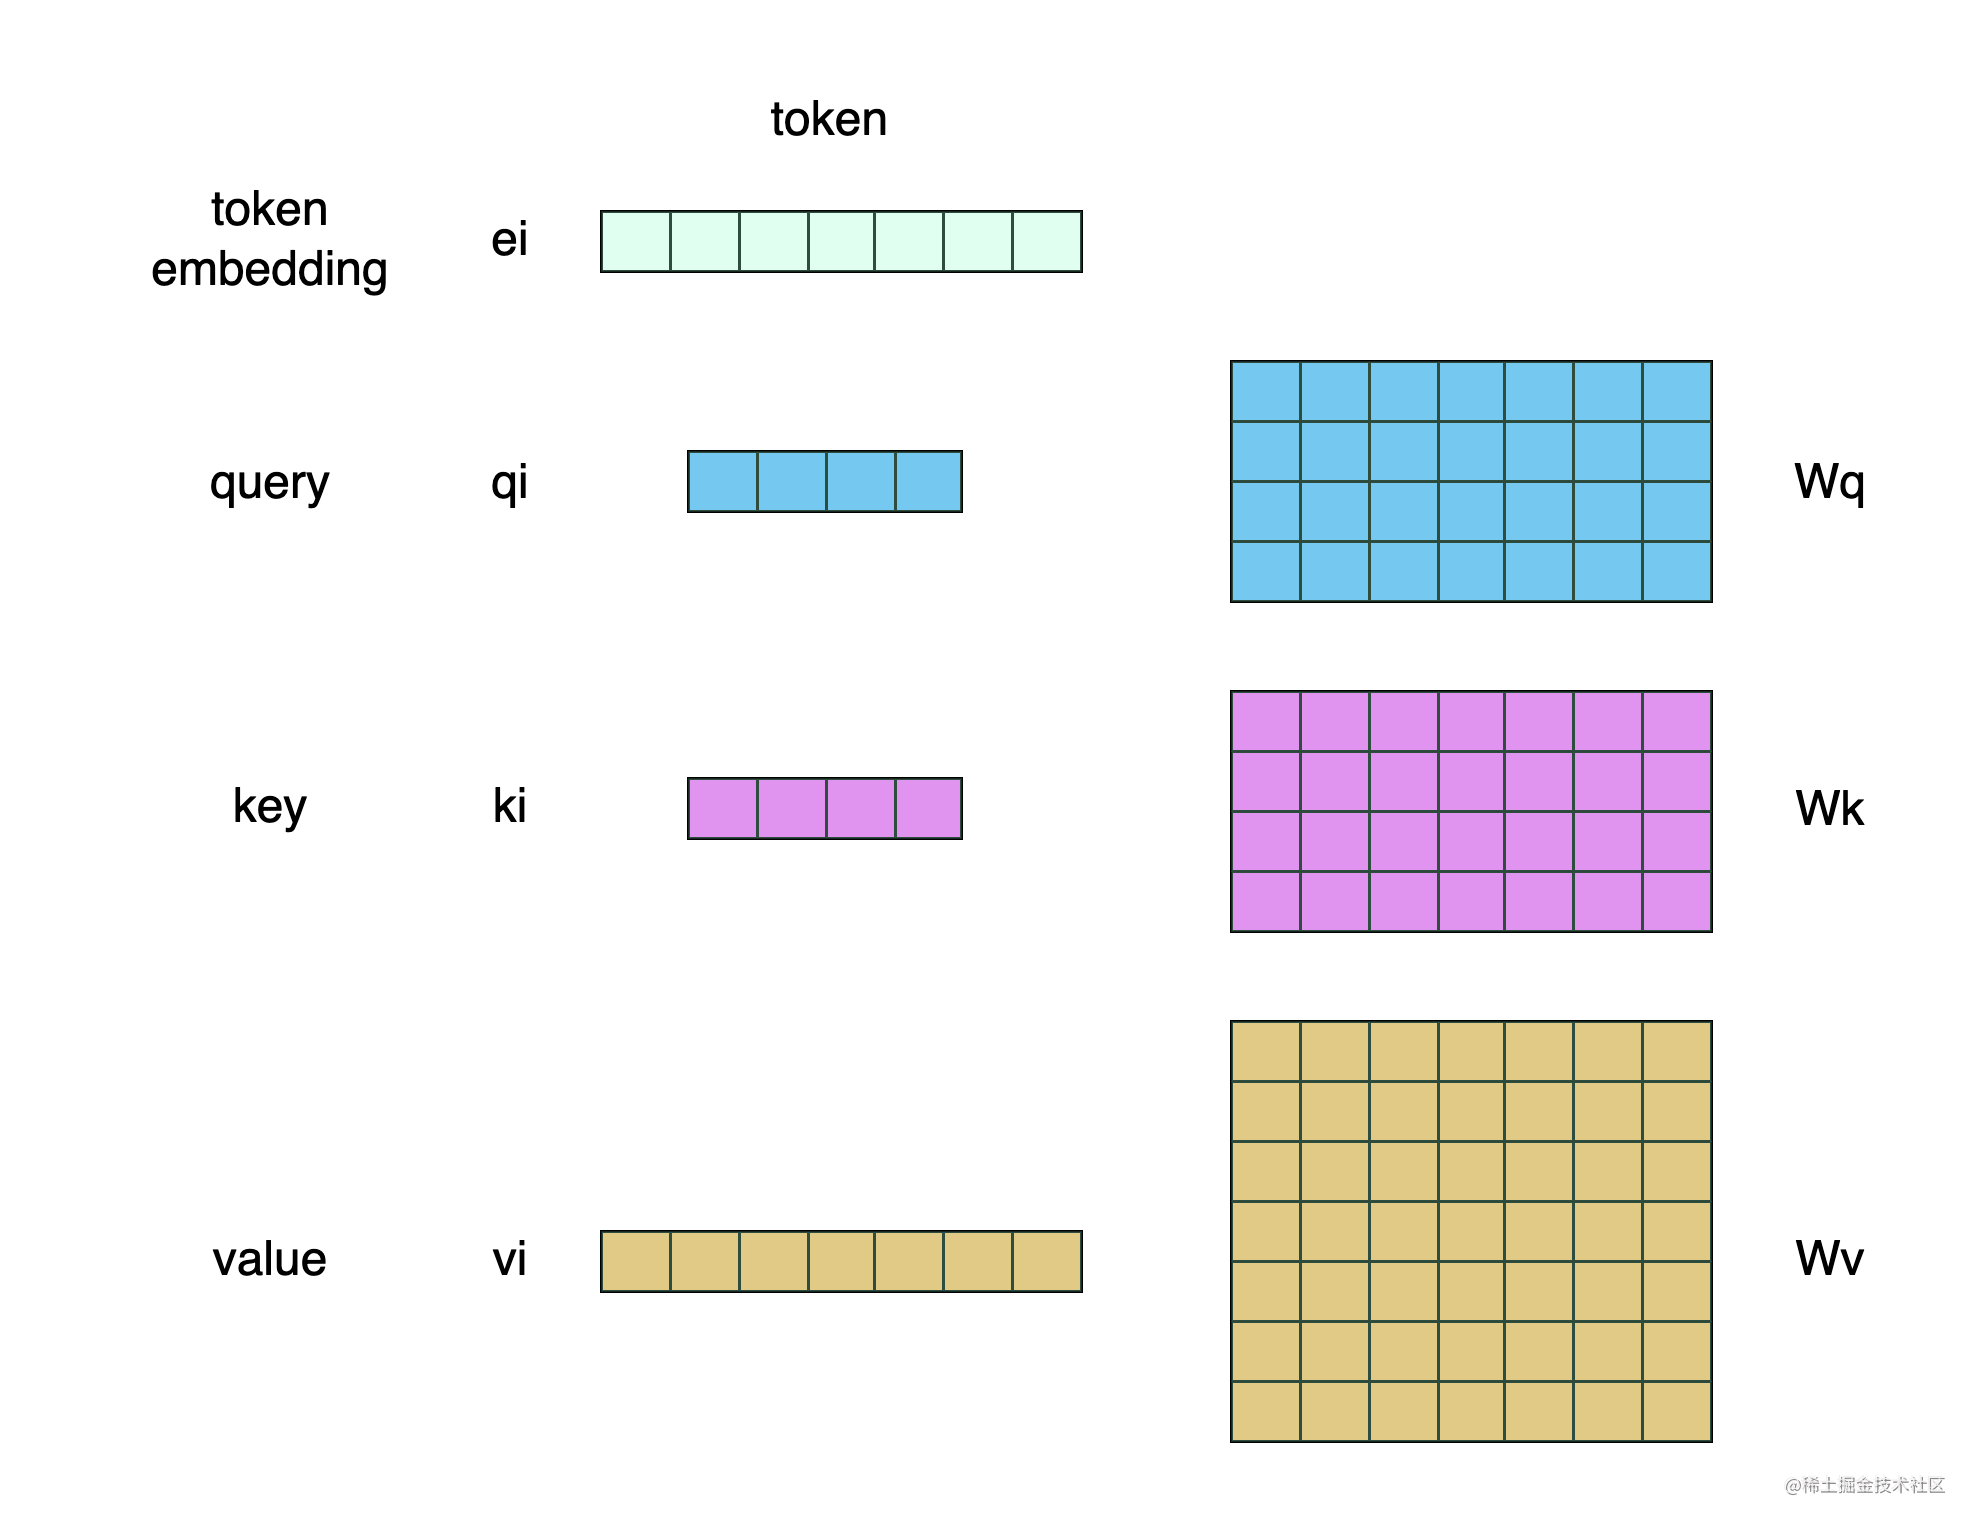 token
token
embedding
ei
query
qi
Wq
key
ki
Wk
value
vi
Wv
@稀土掘金技术社区